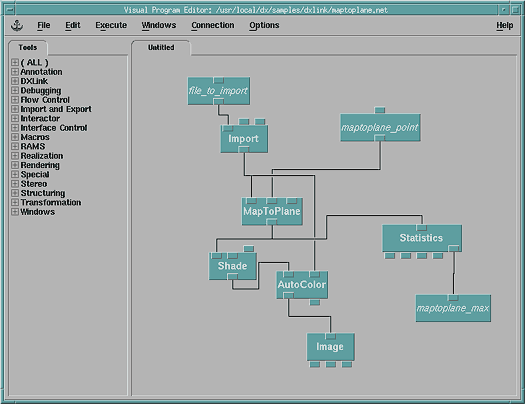 Visual Program Editor: /usr/local/dx/samples/dxlink/maptoplane.net
File Edit Execute Windows Connection Options Help
Tools
Untitled
( ALL )
Annotation
DXLink
Debugging
Flow Control
Import and Export
Interactor
Interface Control
Macros
RAMS
Realization
Rendering
Special
Stereo
Structuring
Transformation
Windows
file_to_import
Import
maptoplane_point
MapToPlane
Statistics
Shade
AutoColor
maptoplane_max
Image